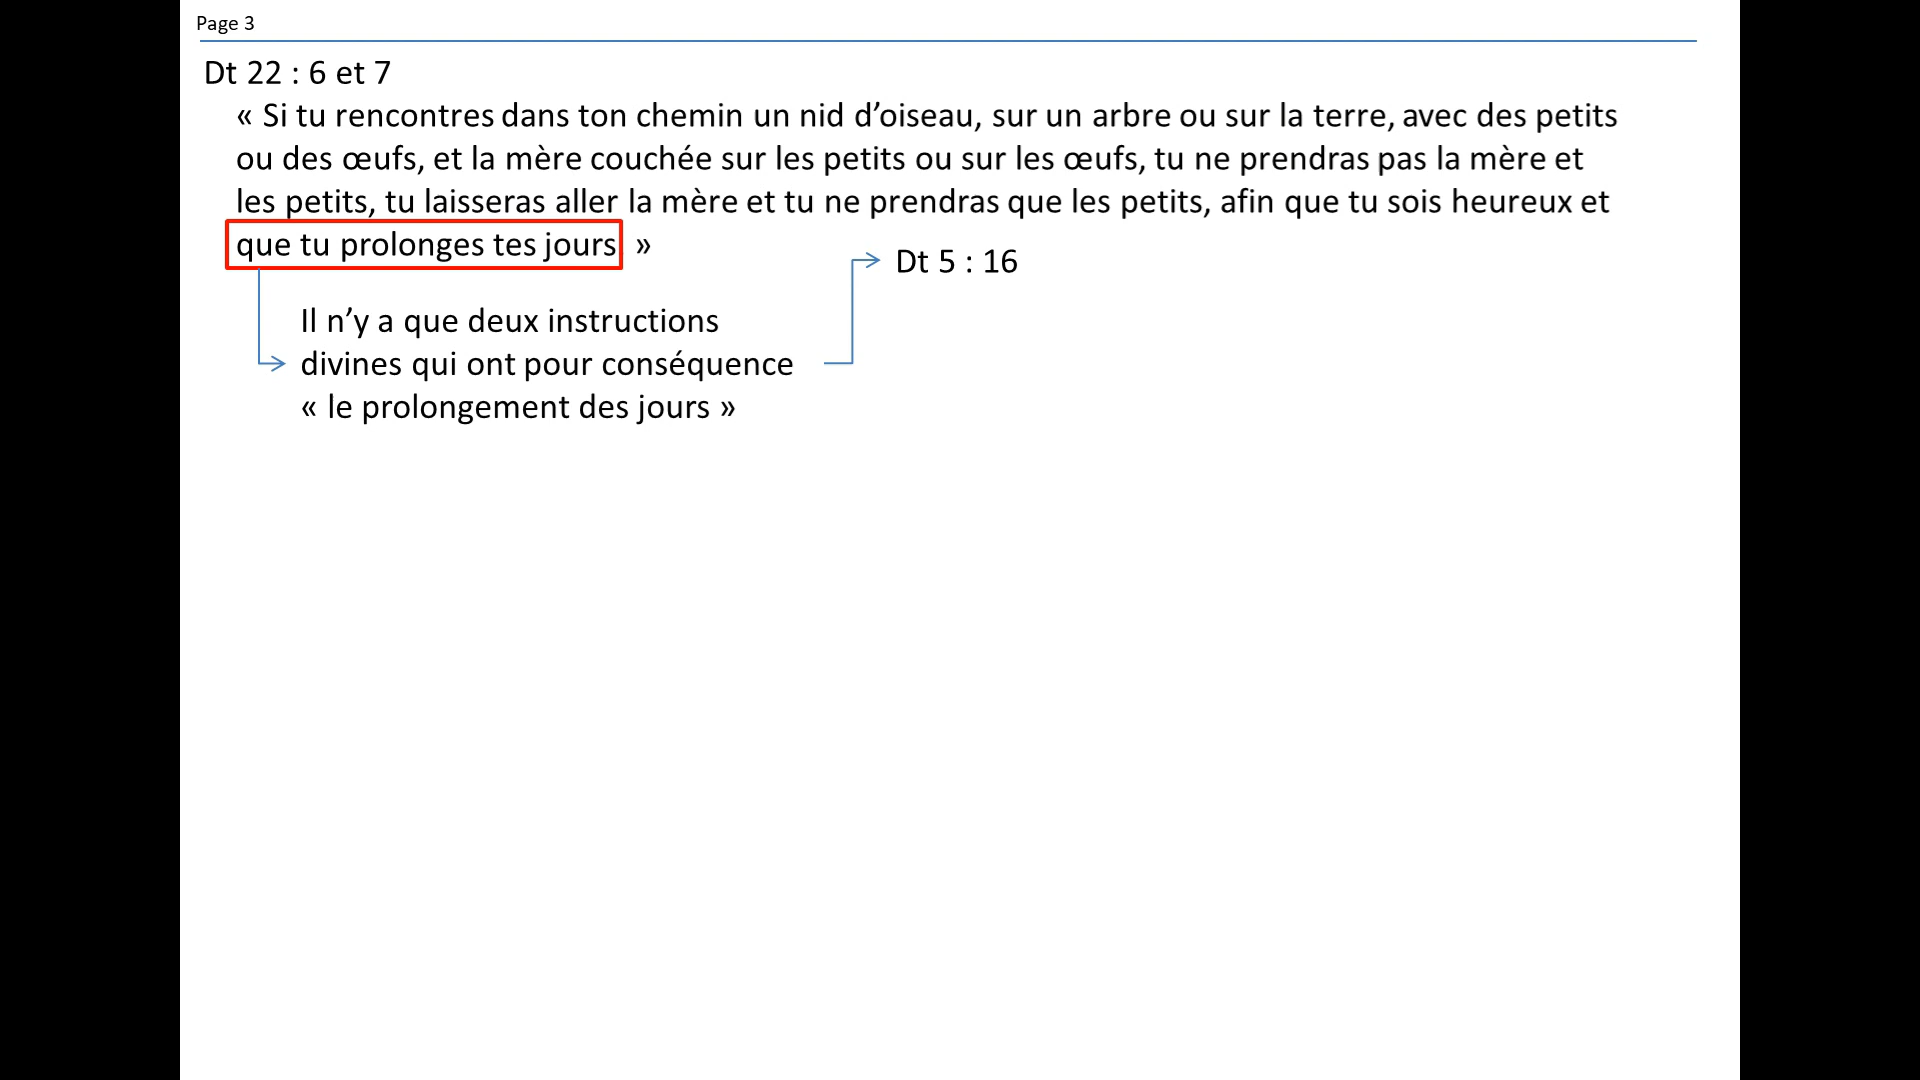 Page 3
Dt 22 : 6 et 7
« Si tu rencontres dans ton chemin un nid d’oiseau, sur un arbre ou sur la terre, avec des petits
ou des œufs, et la mère couchée sur les petits ou sur les œufs, tu ne prendras pas la mère et
les petits, tu laisseras aller la mère et tu ne prendras que les petits, afin que tu sois heureux et
que tu prolonges tes jours »
Dt 5 : 16
Il n’y a que deux instructions
divines qui ont pour conséquence
« le prolongement des jours »